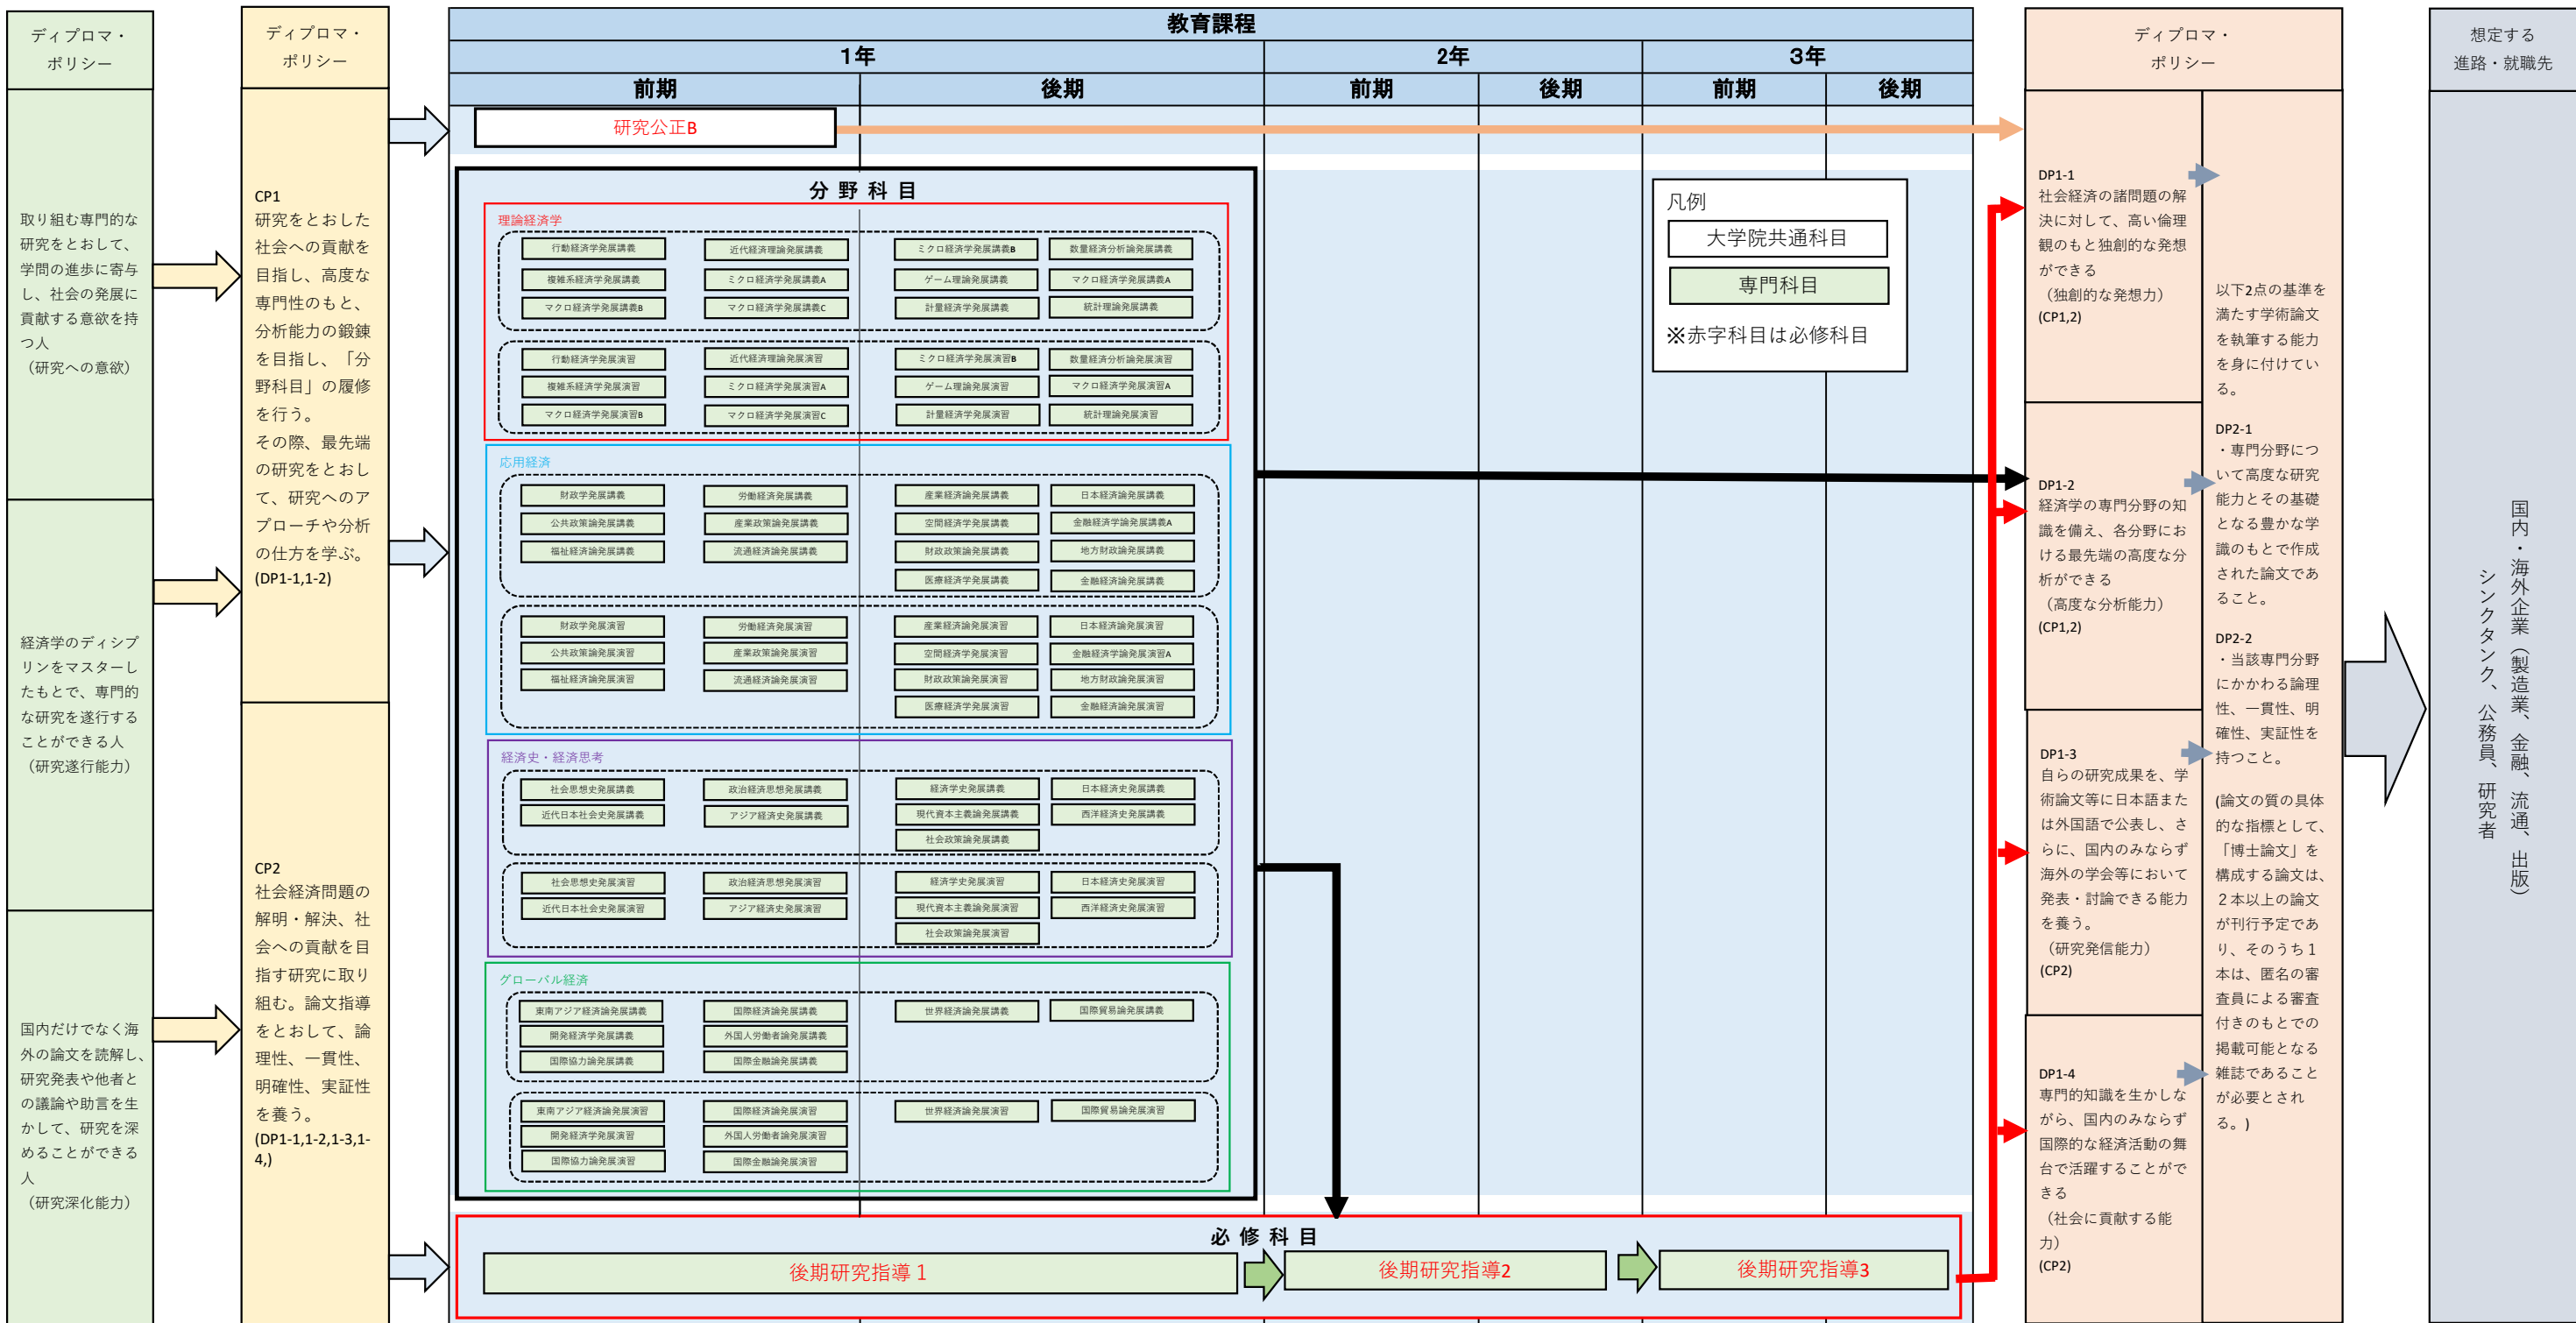 ディプロマ・
ポリシー
取り組む専門的な
研究をとおして、
学問の進歩に寄与
し、社会の発展に
貢献する意欲を持
つ人
（研究への意欲）
経済学のディシプ
リンをマスターし
たもとで、専門的
な研究を遂行する
ことができる人
（研究遂行能力）
国内だけでなく海
外の論文を読解し、
研究発表や他者と
の議論や助言を生
かして、研究を深
めることができる
人
（研究深化能力）
ディプロマ・
ポリシー
CP1
研究をとおした
社会への貢献を
目指し、高度な
専門性のもと、
分析能力の鍛錬
を目指し、「分
野科目」の履修
を行う。
その際、最先端
の研究をとおし
て、研究へのア
プローチや分析
の仕方を学ぶ。
(DP1-1,1-2)
CP2
社会経済問題の
解明・解決、社
会への貢献を目
指す研究に取り
組む。論文指導
をとおして、論
理性、一貫性、
明確性、実証性
を養う。
(DP1-1,1-2,1-3,1-
4,)
教育課程
1年 2年 3年
前期 後期 前期 後期 前期 後期
研究公正B
分野科目
理論経済学
行動経済学発展講義 近代経済理論発展講義 ミクロ経済学発展講義B 数量経済分析論発展講義
複雑系経済学発展講義 ミクロ経済学発展講義A ゲーム理論発展講義 マクロ経済学発展講義A
マクロ経済学発展講義B マクロ経済学発展講義C 計量経済学発展講義 統計理論発展講義
行動経済学発展演習 近代経済理論発展演習 ミクロ経済学発展演習B 数量経済分析論発展演習
複雑系経済学発展演習 ミクロ経済学発展演習A ゲーム理論発展演習 マクロ経済学発展演習A
マクロ経済学発展演習B マクロ経済学発展演習C 計量経済学発展演習 統計理論発展演習
応用経済
財政学発展講義 労働経済発展講義 産業経済論発展講義 日本経済論発展講義
公共政策論発展講義 産業政策論発展講義 空間経済学発展講義 金融経済学論発展講義A
福祉経済論発展講義 流通経済論発展講義 財政政策論発展講義 地方財政論発展講義
医療経済学発展講義 金融経済論発展講義
財政学発展演習 労働経済発展演習 産業経済論発展演習 日本経済論発展演習
公共政策論発展演習 産業政策論発展演習 空間経済学発展演習 金融経済学論発展演習A
福祉経済論発展演習 流通経済論発展演習 財政政策論発展演習 地方財政論発展演習
医療経済学発展演習 金融経済論発展演習
経済史・経済思考
社会思想史発展講義 政治経済思想発展講義 経済学史発展講義 日本経済史発展講義
近代日本社会史発展講義 アジア経済史発展講義 現代資本主義論発展講義 西洋経済史発展講義
社会政策論発展講義
社会思想史発展演習 政治経済思想発展演習 経済学史発展演習 日本経済史発展演習
近代日本社会史発展演習 アジア経済史発展演習 現代資本主義論発展演習 西洋経済史発展演習
社会政策論発展演習
グローバル経済
東南アジア経済論発展講義 国際経済論発展講義 世界経済論発展講義 国際貿易論発展講義
開発経済学発展講義 外国人労働者論発展講義
国際協力論発展講義 国際金融論発展講義
東南アジア経済論発展演習 国際経済論発展演習 世界経済論発展演習 国際貿易論発展演習
開発経済学発展演習 外国人労働者論発展演習
国際協力論発展演習 国際金融論発展演習
凡例
大学院共通科目
専門科目
※赤字科目は必修科目
必修科目
後期研究指導１ 後期研究指導2 後期研究指導3
ディプロマ・
ポリシー
DP1-1
社会経済の諸問題の解
決に対して、高い倫理
観のもと独創的な発想
ができる
（独創的な発想力）
(CP1,2)
DP1-2
経済学の専門分野の知
識を備え、各分野にお
ける最先端の高度な分
析ができる
（高度な分析能力）
(CP1,2)
DP1-3
自らの研究成果を、学
術論文等に日本語また
は外国語で公表し、さ
らに、国内のみならず
海外の学会等において
発表・討論できる能力
を養う。
（研究発信能力）
(CP2)
DP1-4
専門的知識を生かしな
がら、国内のみならず
国際的な経済活動の舞
台で活躍することがで
きる
（社会に貢献する能
力）
(CP2)
以下2点の基準を
満たす学術論文
を執筆する能力
を身に付けてい
る。
DP2-1
・専門分野につ
いて高度な研究
能力とその基礎
となる豊かな学
識のもとで作成
された論文であ
ること。
DP2-2
・当該専門分野
にかかわる論理
性、一貫性、明
確性、実証性を
持つこと。
(論文の質の具体
的な指標として、
「博士論文」を
構成する論文は、
２本以上の論文
が刊行予定であ
り、そのうち１
本は、匿名の審
査員による審査
付きのもとでの
掲載可能となる
雑誌であること
が必要とされ
る。)
想定する
進路・就職先
国内・海外企業（製造業、金融、流通、出版）
シンクタンク、公務員、研究者